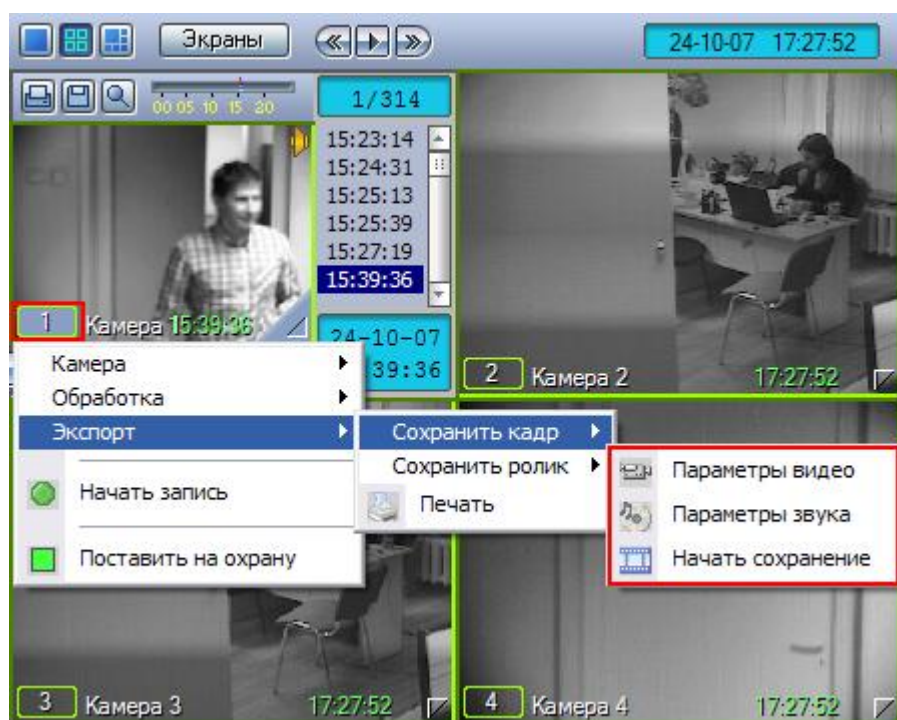 Экраны
24-10-07 17:27:52
00 05 10 15 20
1/314
15:23:14
15:24:31
15:25:13
15:25:39
15:27:19
15:39:36
1 Камера 15:39:36
24-10-07
39:36
2 Камера 2 17:27:52
Камера
Обработка
Экспорт
Начать запись
Поставить на охрану
Сохранить кадр
Сохранить ролик
Печать
Параметры видео
Параметры звука
Начать сохранение
3 Камера 3 17:27:52
4 Камера 4 17:27:52